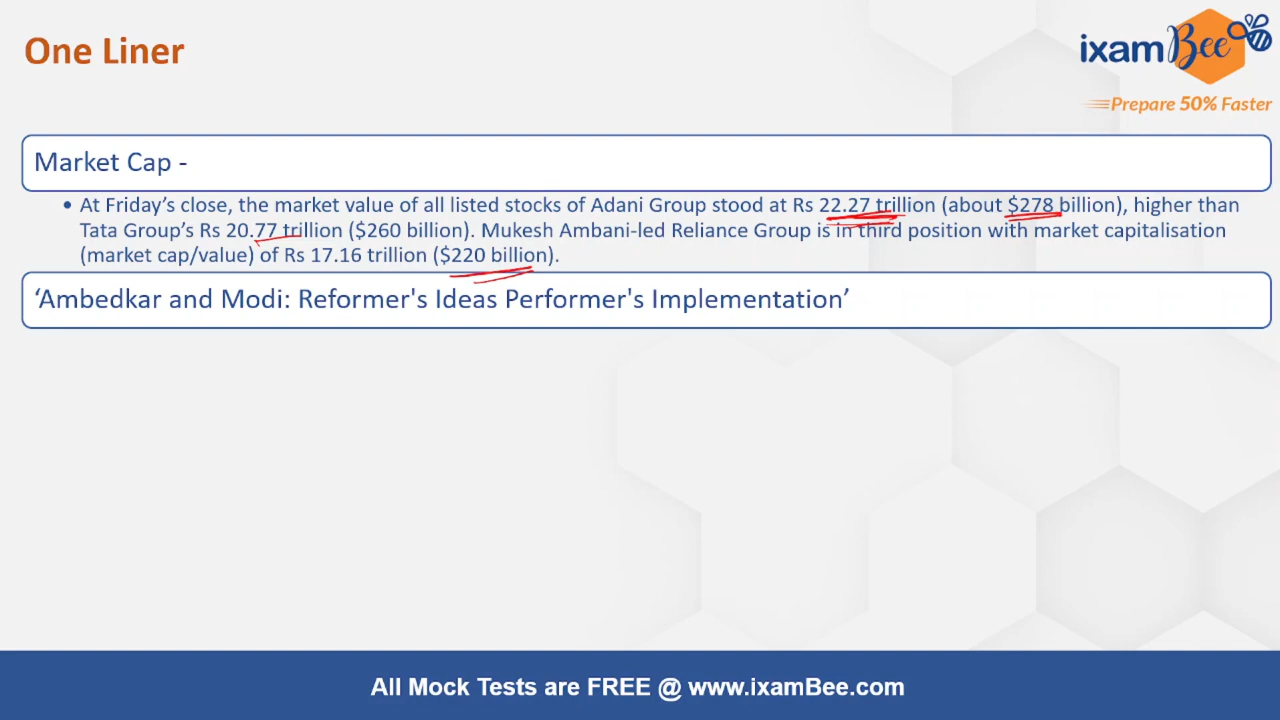 One Liner
ixamBee
Prepare 50% Faster
Market Cap -
• At Friday’s close, the market value of all listed stocks of Adani Group stood at Rs 22.27 trillion (about $278 billion), higher than
Tata Group’s Rs 20.77 trillion ($260 billion). Mukesh Ambani-led Reliance Group is in third position with market capitalisation
(market cap/value) of Rs 17.16 trillion ($220 billion).
‘Ambedkar and Modi: Reformer's Ideas Performer's Implementation’
All Mock Tests are FREE @ www.ixamBee.com